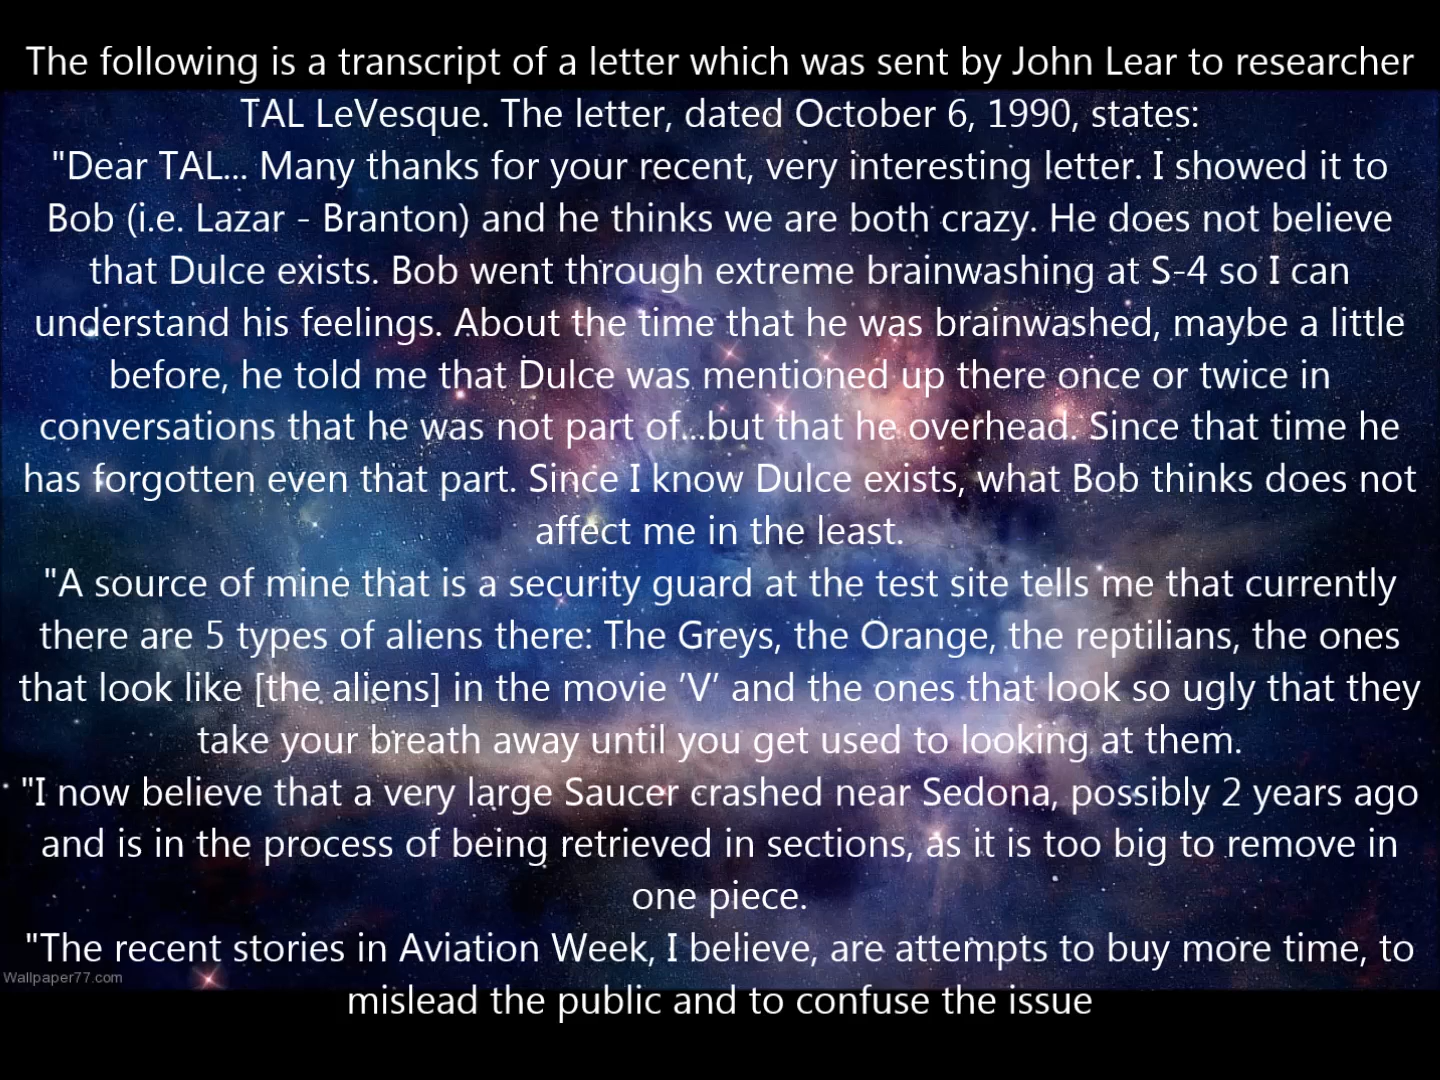 The following is a transcript of a letter which was sent by John Lear to researcher
TAL LeVesque. The letter, dated October 6, 1990, states:
"Dear TAL... Many thanks for your recent, very interesting letter. I showed it to
Bob (i.e. Lazar - Branton) and he thinks we are both crazy. He does not believe
that Dulce exists. Bob went through extreme brainwashing at S-4 so I can
understand his feelings. About the time that he was brainwashed, maybe a little
before, he told me that Dulce was mentioned up there once or twice in
conversations that he was not part of...but that he overhead. Since that time he
has forgotten even that part. Since I know Dulce exists, what Bob thinks does not
affect me in the least.
"A source of mine that is a security guard at the test site tells me that currently
there are 5 types of aliens there: The Greys, the Orange, the reptilians, the ones
that look like [the aliens] in the movie ‘V’ and the ones that look so ugly that they
take your breath away until you get used to looking at them.
"I now believe that a very large Saucer crashed near Sedona, possibly 2 years ago
and is in the process of being retrieved in sections, as it is too big to remove in
one piece.
"The recent stories in Aviation Week, I believe, are attempts to buy more time, to
Wallpaper77.com
mislead the public and to confuse the issue